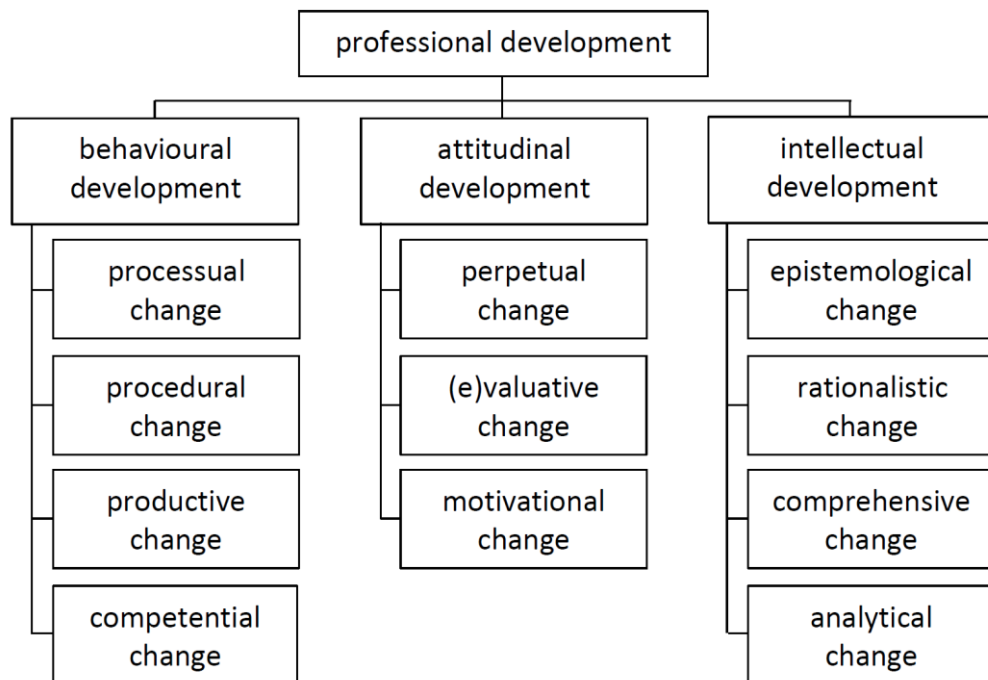 professional development
behavioural
development
processual
change
procedural
change
productive
change
competential
change
attitudinal
development
perpetual
change
(e)valuative
change
motivational
change
intellectual
development
epistemological
change
rationalistic
change
comprehensive
change
analytical
change